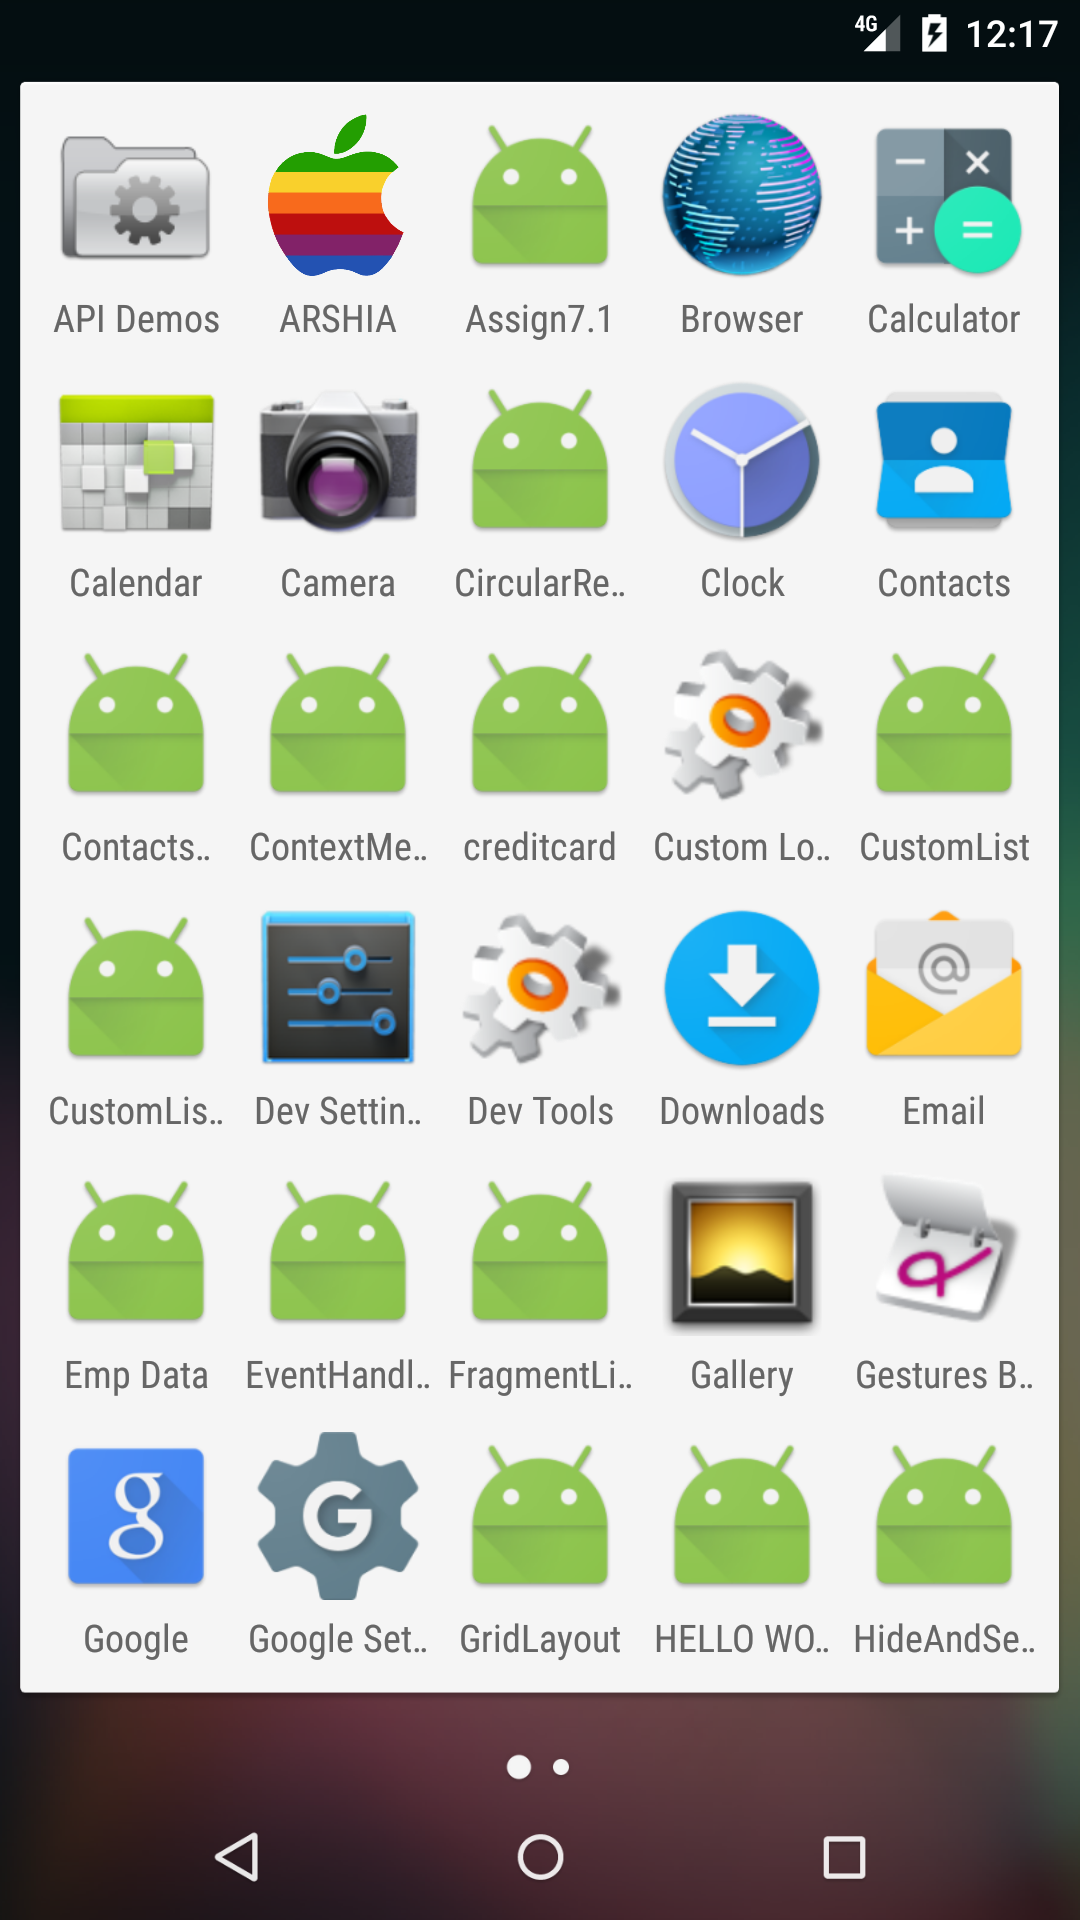 4G 12:17
API Demos ARSHIA Assign7.1 Browser Calculator
Calendar Camera CircularRe.. Clock Contacts
Contacts.. ContextMe.. creditcard Custom Lo.. CustomList
CustomLis.. Dev Settin.. Dev Tools Downloads Email
Emp Data EventHandl.. FragmentLi.. Gallery Gestures B..
Google Google Set.. GridLayout HELLO WO.. HideAndSe..